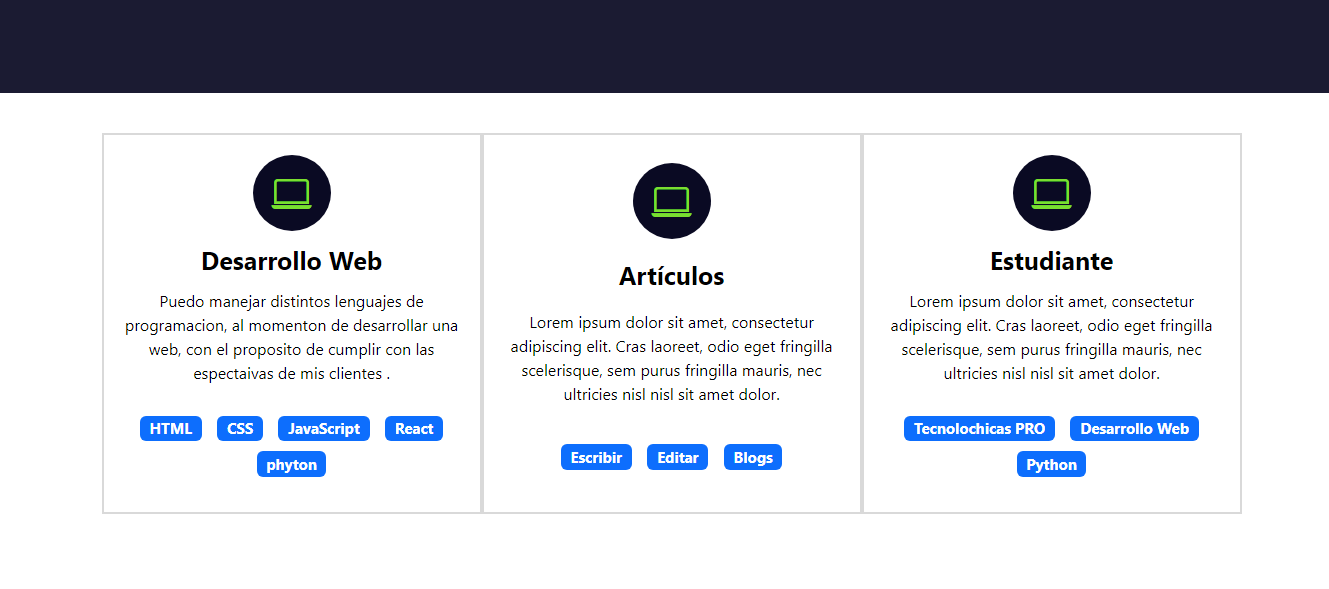 Desarrollo Web
Puedo manejar distintos lenguajes de
programacion, al momenton de desarrollar una
web, con el proposito de cumplir con las
espectaivas de mis clientes .
HTML CSS JavaScript React
phyton
Artículos
Lorem ipsum dolor sit amet, consectetur
adipiscing elit. Cras laoreet, odio eget fringilla
scelerisque, sem purus fringilla mauris, nec
ultricies nisl nisl sit amet dolor.
Escribir Editar Blogs
Estudiante
Lorem ipsum dolor sit amet, consectetur
adipiscing elit. Cras laoreet, odio eget fringilla
scelerisque, sem purus fringilla mauris, nec
ultricies nisl nisl sit amet dolor.
Tecnolochicas PRO Desarrollo Web
Python